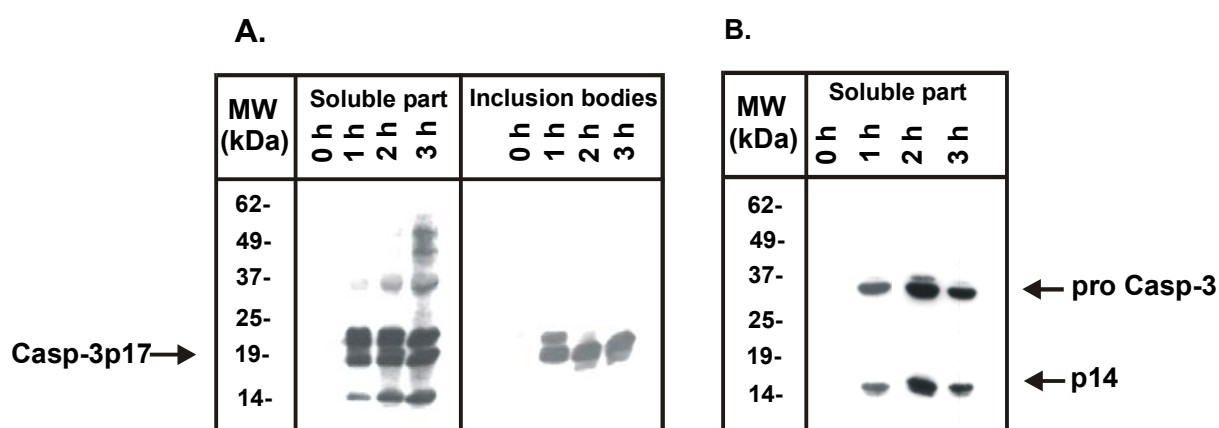 A.
MW
(kDa)
Soluble part
0 h
1 h
2 h
3 h
Inclusion bodies
0 h
1 h
2 h
3 h
62-
49-
37-
25-
19-
14-
Casp-3p17
B.
MW
(kDa)
Soluble part
0 h
1 h
2 h
3 h
62-
49-
37-
25-
19-
14-
pro Casp-3
p14